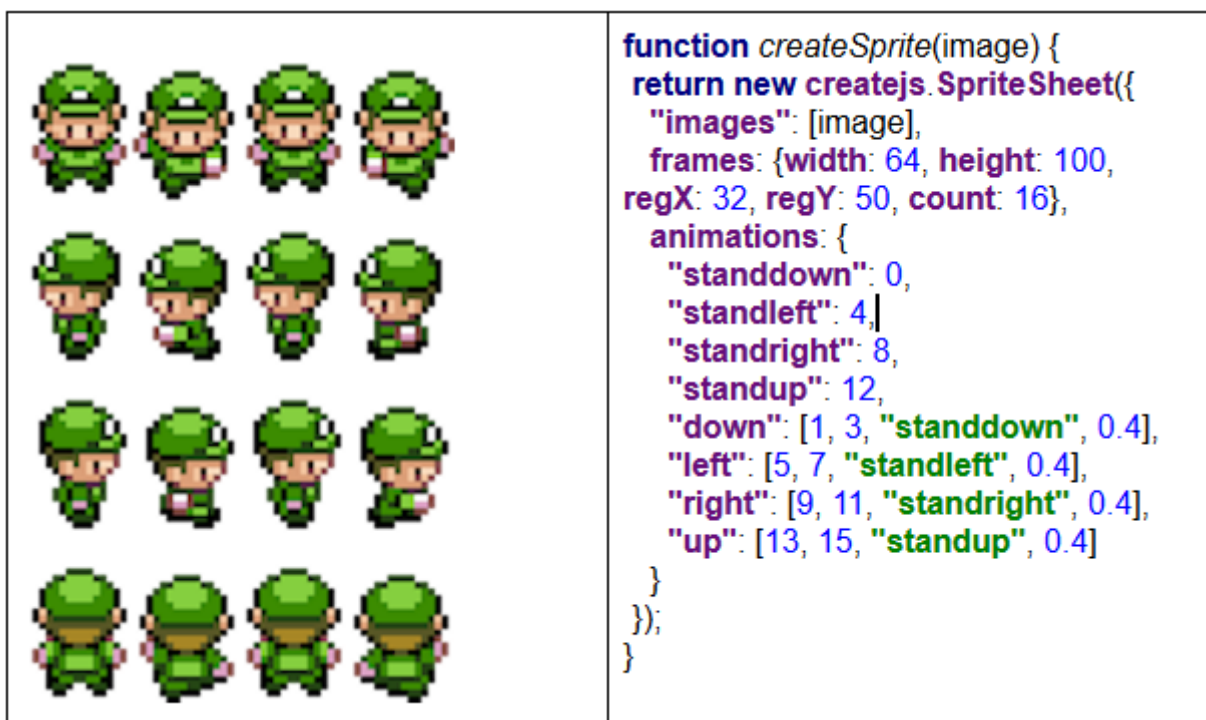 function createSprite(image) {
return new createjs.SpriteSheet({
"images": [image],
frames: {width: 64, height: 100,
regX: 32, regY: 50, count: 16},
animations: {
"standdown": 0,
"standleft": 4,
"standright": 8,
"standup": 12,
"down": [1, 3, "standdown", 0.4],
"left": [5, 7, "standleft", 0.4],
"right": [9, 11, "standright", 0.4],
"up": [13, 15, "standup", 0.4]
}
});
}